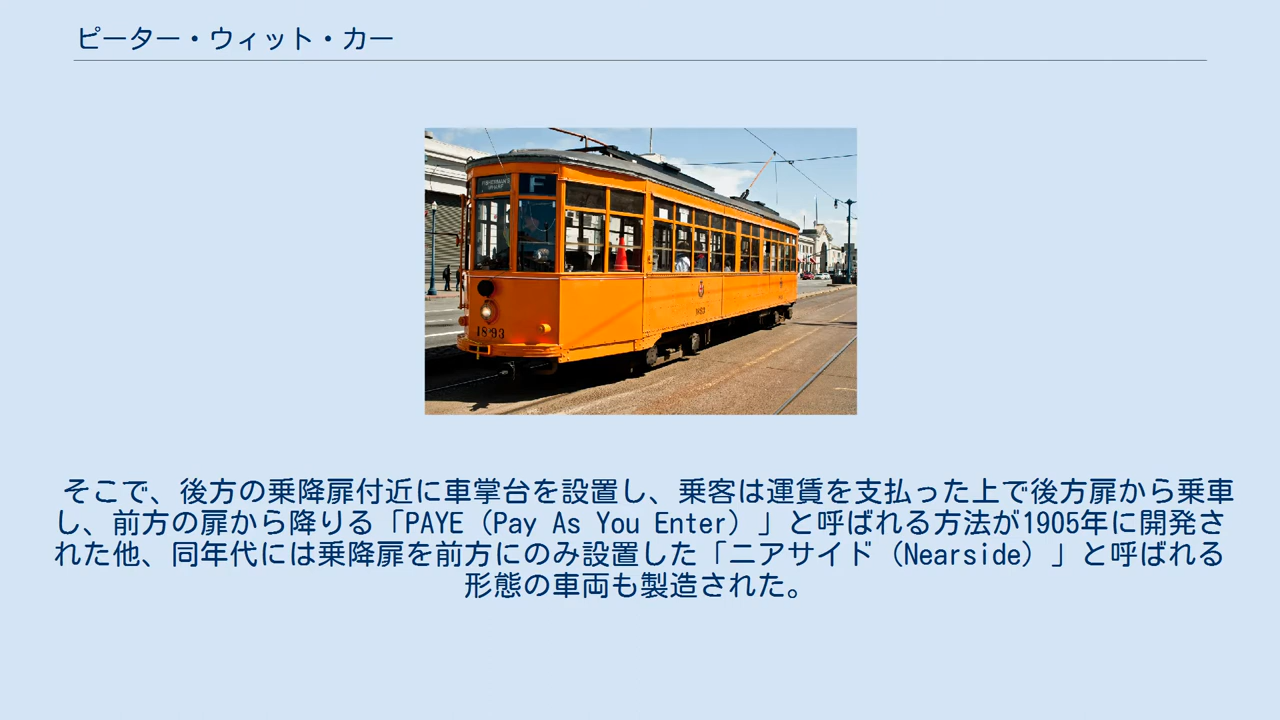 ピーター・ウィット・カー
FISHERMAN'S
WHARF
F
1893
1893
そこで、後方の乗降扉付近に車掌台を設置し、乗客は運賃を支払った上で後方扉から乗車
し、前方の扉から降りる「PAYE（Pay As You Enter）」と呼ばれる方法が1905年に開発さ
れた他、同年代には乗降扉を前方にのみ設置した「ニアサイド（Nearside）」と呼ばれる
形態の車両も製造された。